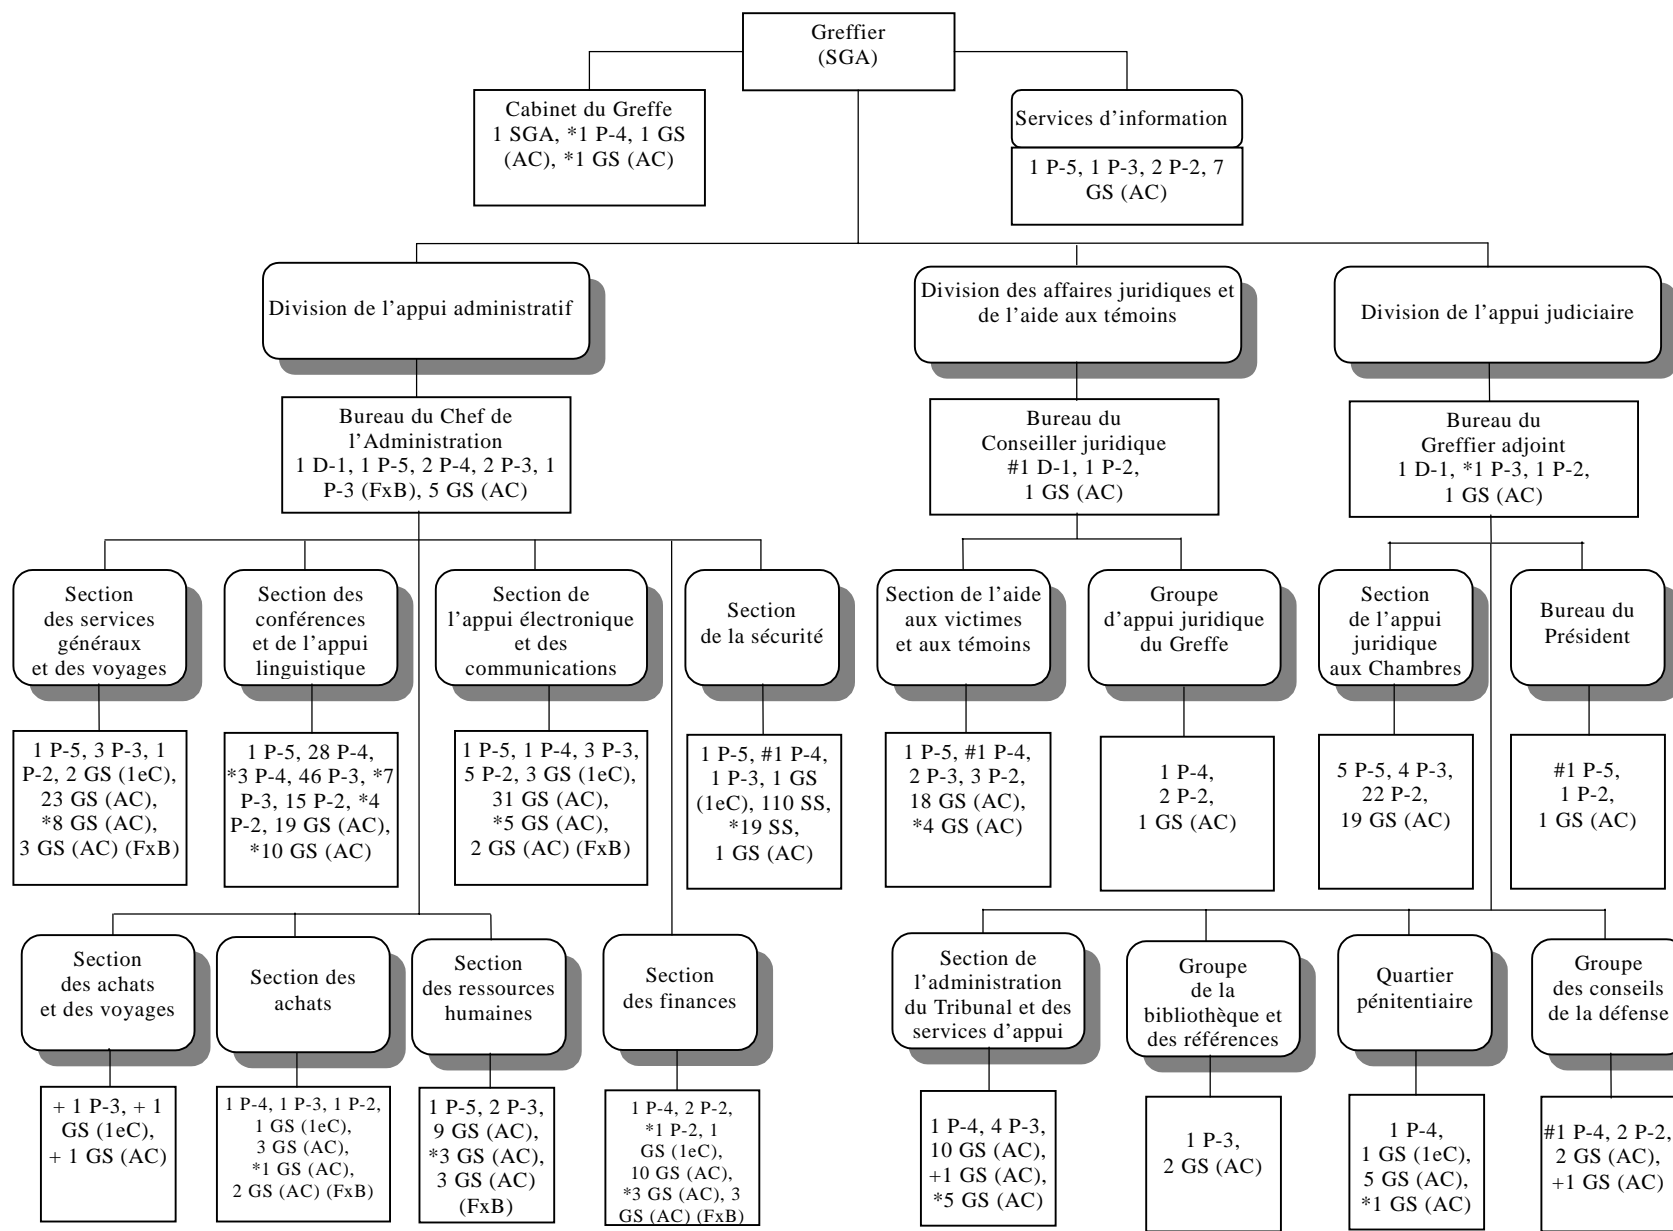 Greffier
(SGA)
Cabinet du Greffe
1 SGA, *1 P-4, 1 GS
(AC), *1 GS (AC)
Services d’information
1 P-5, 1 P-3, 2 P-2, 7
GS (AC)
Division de l’appui administratif
Division des affaires juridiques et
de l’aide aux témoins
Division de l’appui judiciaire
Bureau du Chef de
l’Administration
1 D-1, 1 P-5, 2 P-4, 2 P-3, 1
P-3 (FxB), 5 GS (AC)
Bureau du
Conseiller juridique
#1 D-1, 1 P-2,
1 GS (AC)
Bureau du
Greffier adjoint
1 D-1, *1 P-3, 1 P-2,
1 GS (AC)
Section
des services
généraux
et des voyages
Section des
conférences
et de l’appui
linguistique
Section de
l’appui électronique
et des
communications
Section
de la sécurité
Section de l’aide
aux victimes
et aux témoins
Groupe
d’appui juridique
du Greffe
Section
de l’appui
juridique
aux Chambres
Bureau du
Président
1 P-5, 3 P-3, 1
P-2, 2 GS (1eC),
23 GS (AC),
*8 GS (AC),
3 GS (AC) (FxB)
1 P-5, 28 P-4,
*3 P-4, 46 P-3, *7
P-3, 15 P-2, *4
P-2, 19 GS (AC),
*10 GS (AC)
1 P-5, 1 P-4, 3 P-3,
5 P-2, 3 GS (1eC),
31 GS (AC),
*5 GS (AC),
2 GS (AC) (FxB)
1 P-5, #1 P-4,
1 P-3, 1 GS
(1eC), 110 SS,
*19 SS,
1 GS (AC)
1 P-5, #1 P-4,
2 P-3, 3 P-2,
18 GS (AC),
*4 GS (AC)
1 P-4,
2 P-2,
1 GS (AC)
5 P-5, 4 P-3,
22 P-2,
19 GS (AC)
#1 P-5,
1 P-2,
1 GS (AC)
Section
des achats
et des voyages
Section des
achats
Section
des ressources
humaines
Section
des finances
Section de
l’administration
du Tribunal et des
services d’appui
Groupe
de la
bibliothèque et
des références
Quartier
pénitentiaire
Groupe
des conseils
de la défense
+ 1 P-3, + 1
GS (1eC),
+ 1 GS (AC)
1 P-4, 1 P-3, 1 P-2,
1 GS (1eC),
3 GS (AC),
*1 GS (AC),
2 GS (AC) (FxB)
1 P-5, 2 P-3,
9 GS (AC),
*3 GS (AC),
3 GS (AC)
(FxB)
1 P-4, 2 P-2,
*1 P-2, 1
GS (1eC),
10 GS (AC),
*3 GS (AC), 3
GS (AC) (FxB)
1 P-4, 4 P-3,
10 GS (AC),
+1 GS (AC),
*5 GS (AC)
1 P-3,
2 GS (AC)
1 P-4,
1 GS (1eC),
5 GS (AC),
*1 GS (AC)
#1 P-4, 2 P-2,
2 GS (AC),
+1 GS (AC)